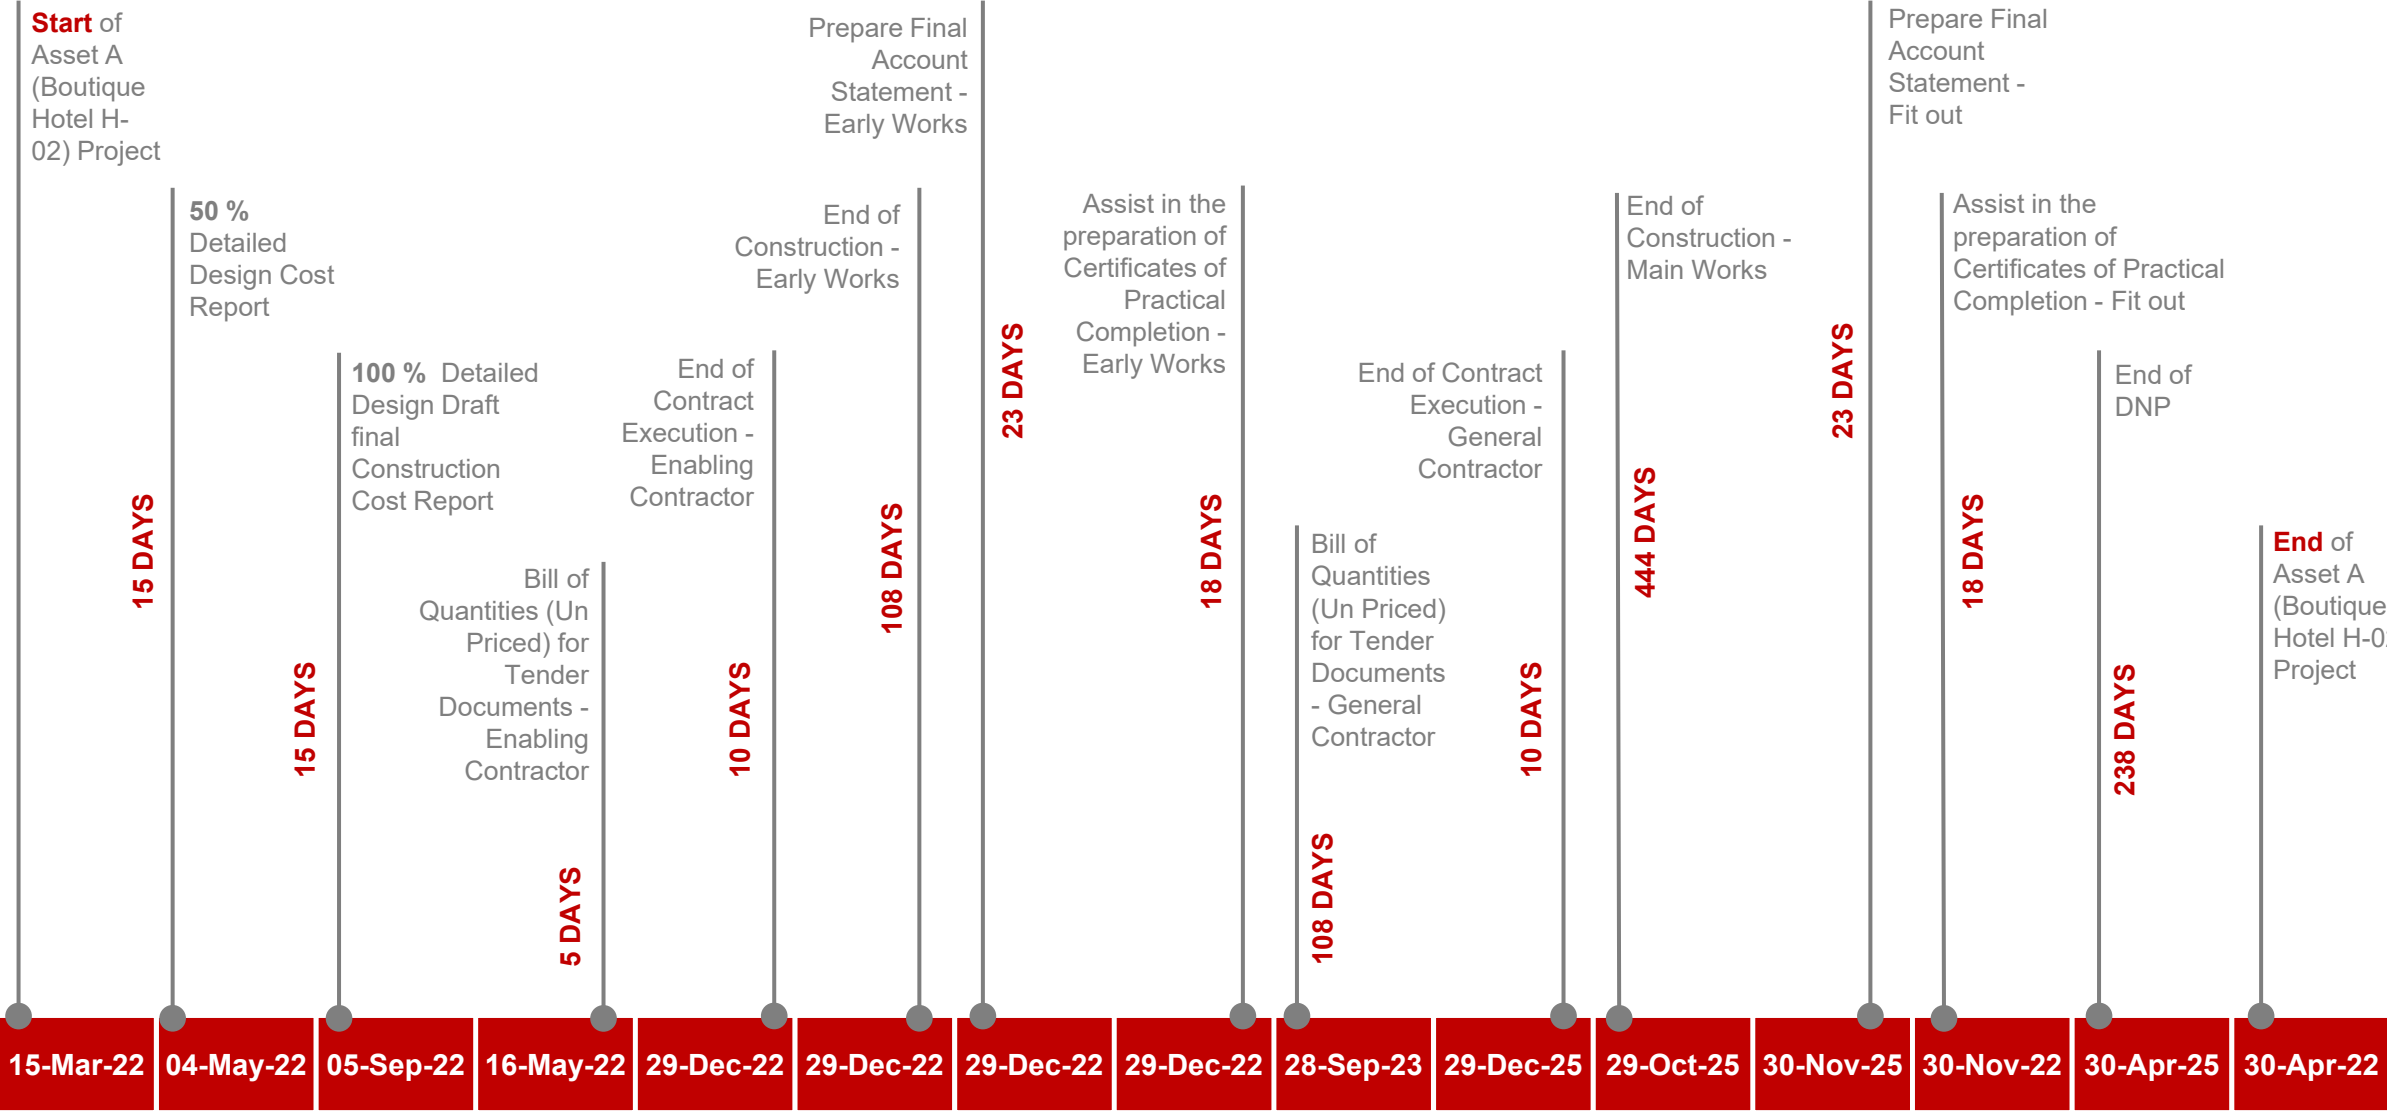 Start of
Asset A
(Boutique
Hotel H-
02) Project
50 %
Detailed
Design Cost
Report
15 DAYS
100 % Detailed
Design Draft
final
Construction
Cost Report
15 DAYS
Bill of
Quantities (Un
Priced) for
Tender
Documents -
Enabling
Contractor
5 DAYS
End of
Contract
Execution -
Enabling
Contractor
10 DAYS
End of
Construction -
Early Works
108 DAYS
Prepare Final
Account
Statement -
Early Works
23 DAYS
Assist in the
preparation of
Certificates of
Practical
Completion -
Early Works
18 DAYS
Bill of
Quantities
(Un Priced)
for Tender
Documents
- General
Contractor
108 DAYS
End of Contract
Execution -
General
Contractor
10 DAYS
End of
Construction -
Main Works
444 DAYS
Prepare Final
Account
Statement -
Fit out
23 DAYS
Assist in the
preparation of
Certificates of Practical
Completion - Fit out
18 DAYS
End of
DNP
238 DAYS
End of
Asset A
(Boutique
Hotel
Project
15-Mar-22
04-May-22
05-Sep-22
16-May-22
29-Dec-22
29-Dec-22
29-Dec-22
29-Dec-22
28-Sep-23
29-Dec-25
29-Oct-25
30-Nov-25
30-Nov-22
30-Apr-25
30-Apr-22